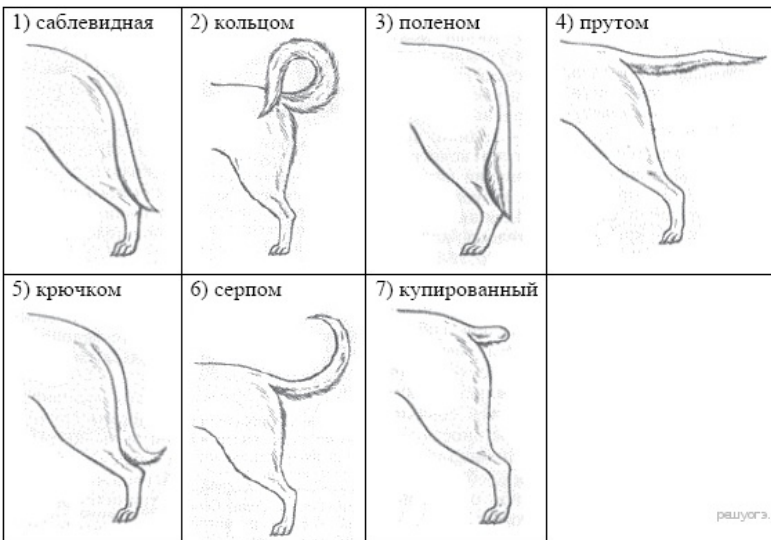 1) саблевидная
2) кольцом
3) поленом
4) прутом
5) крючком
6) серпом
7) купированный
решуогэ.